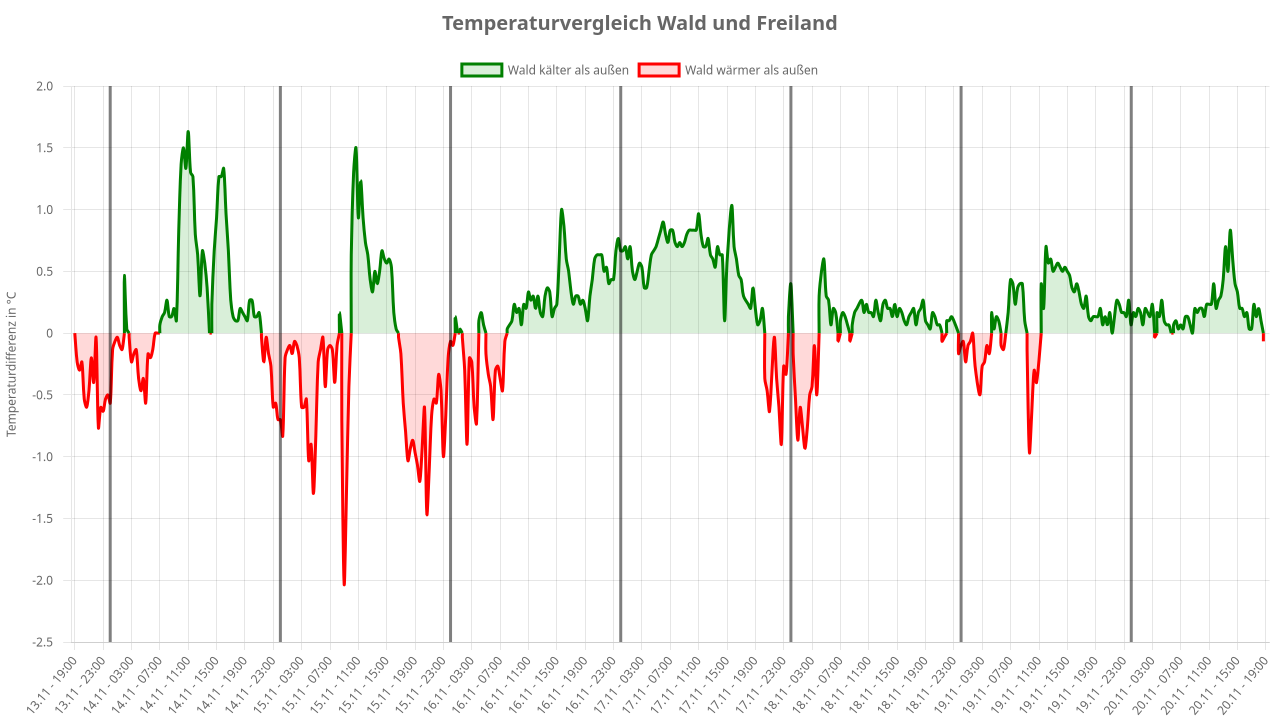 Temperaturvergleich Wald und Freiland
Wald kälter als außen
Wald wärmer als außen
Temperaturdifferenz in °C
2.0
1.5
1.0
0.5
0
-0.5
-1.0
-1.5
-2.0
-2.5
13.11 - 19:00
13.11 - 23:00
14.11 - 03:00
14.11 - 07:00
14.11 - 11:00
14.11 - 15:00
14.11 - 19:00
14.11 - 23:00
15.11 - 03:00
15.11 - 07:00
15.11 - 11:00
15.11 - 15:00
15.11 - 19:00
15.11 - 23:00
16.11 - 03:00
16.11 - 07:00
16.11 - 11:00
16.11 - 15:00
16.11 - 19:00
16.11 - 23:00
17.11 - 03:00
17.11 - 07:00
17.11 - 11:00
17.11 - 15:00
17.11 - 19:00
17.11 - 23:00
18.11 - 03:00
18.11 - 07:00
18.11 - 11:00
18.11 - 15:00
18.11 - 19:00
18.11 - 23:00
19.11 - 03:00
19.11 - 07:00
19.11 - 11:00
19.11 - 15:00
19.11 - 19:00
19.11 - 23:00
20.11 - 03:00
20.11 - 07:00
20.11 - 11:00
20.11 - 15:00
20.11 - 19:00